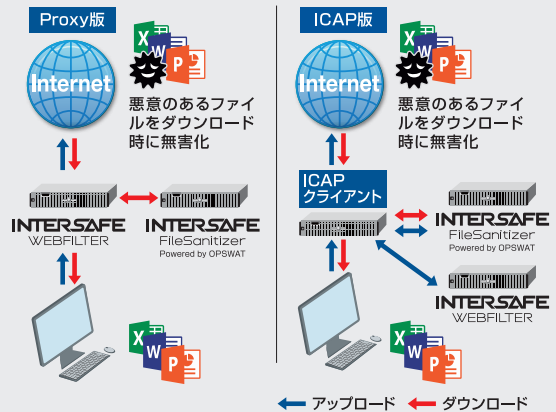 Proxy版
X
W
P
Internet
悪意のあるファイ
ルをダウンロード
時に無害化
INTERSAFE
WEBFILTER
INTERSAFE
FileSanitizer
Powered by OPSWAT
X
W
P
ICAP版
X
W
P
Internet
悪意のあるファイ
ルをダウンロード
時に無害化
ICAP
クライアント
INTERSAFE
FileSanitizer
Powered by OPSWAT
INTERSAFE
WEBFILTER
X
W
P
アップロード ダウンロード